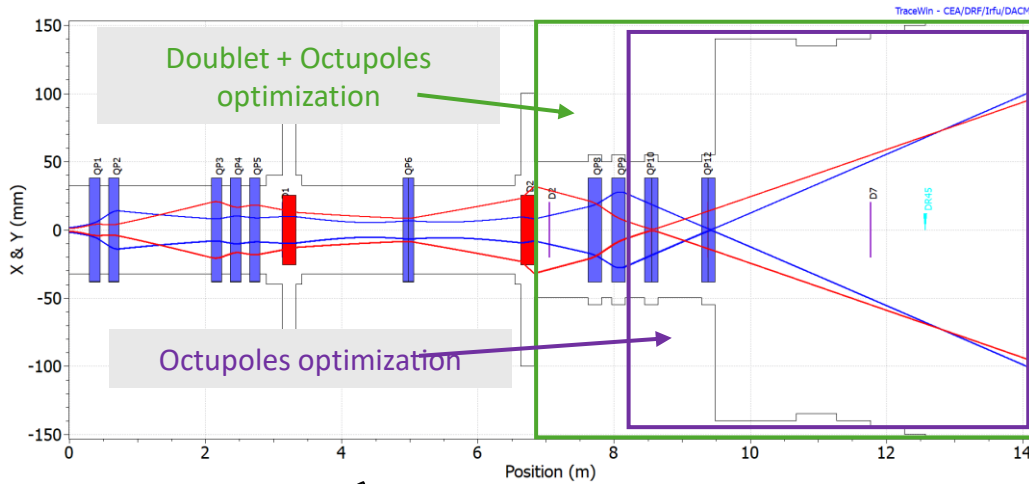 TraceWin - CEA/DRF/Irfu/DACM
150
100
50
0
-50
-100
-150
X & Y (mm)
Doublet + Octupoles
optimization
QP1
QP2
QP3
QP4
QP5
QP6
D2
QP8
QP9
QP10
QP12
D7
DR45
Octupoles optimization
0
2
4
6
8
10
12
14
Position (m)